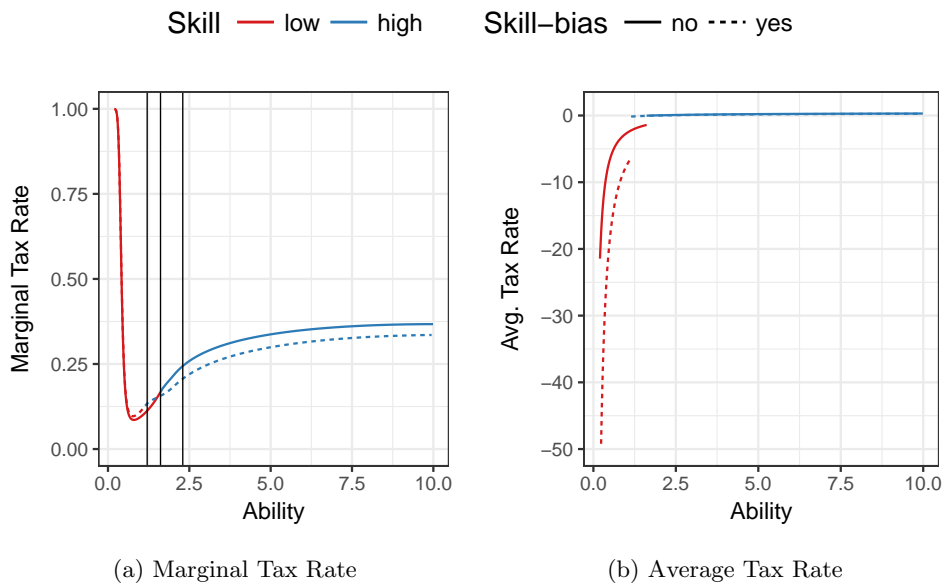 Skill low high Skill-bias no yes
Marginal Tax Rate
1.00
0.75
0.50
0.25
0.00
0.0 2.5 5.0 7.5 10.0
Ability
(a) Marginal Tax Rate
Avg. Tax Rate
0
−10
−20
−30
−40
−50
0.0 2.5 5.0 7.5 10.0
Ability
(b) Average Tax Rate